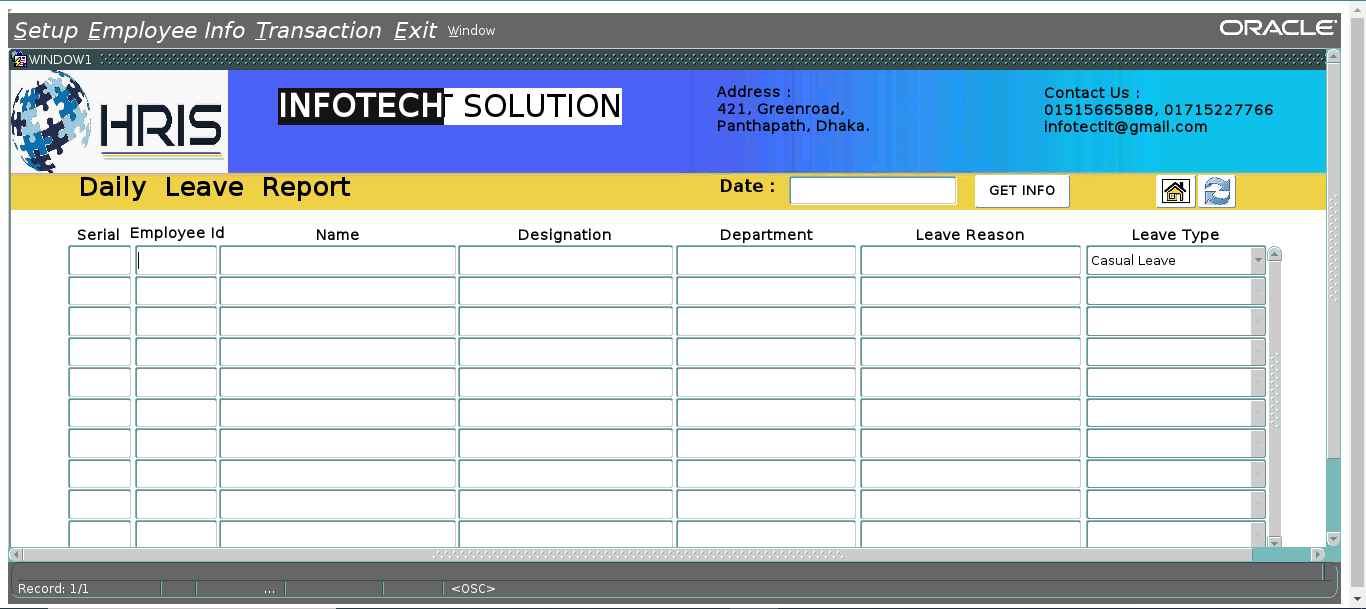 Setup Employee Info Transaction Exit Window
ORACLE
WINDOW1
HRIS
INFOTECH T SOLUTION
Address :
421, Greenroad,
Panthapath, Dhaka.
Contact Us :
01515665888, 01715227766
infotectit@gmail.com
Daily Leave Report
Date :
GET INFO
Serial Employee Id Name Designation Department Leave Reason Leave Type
Casual Leave
Record: 1/1 ... <OSC>